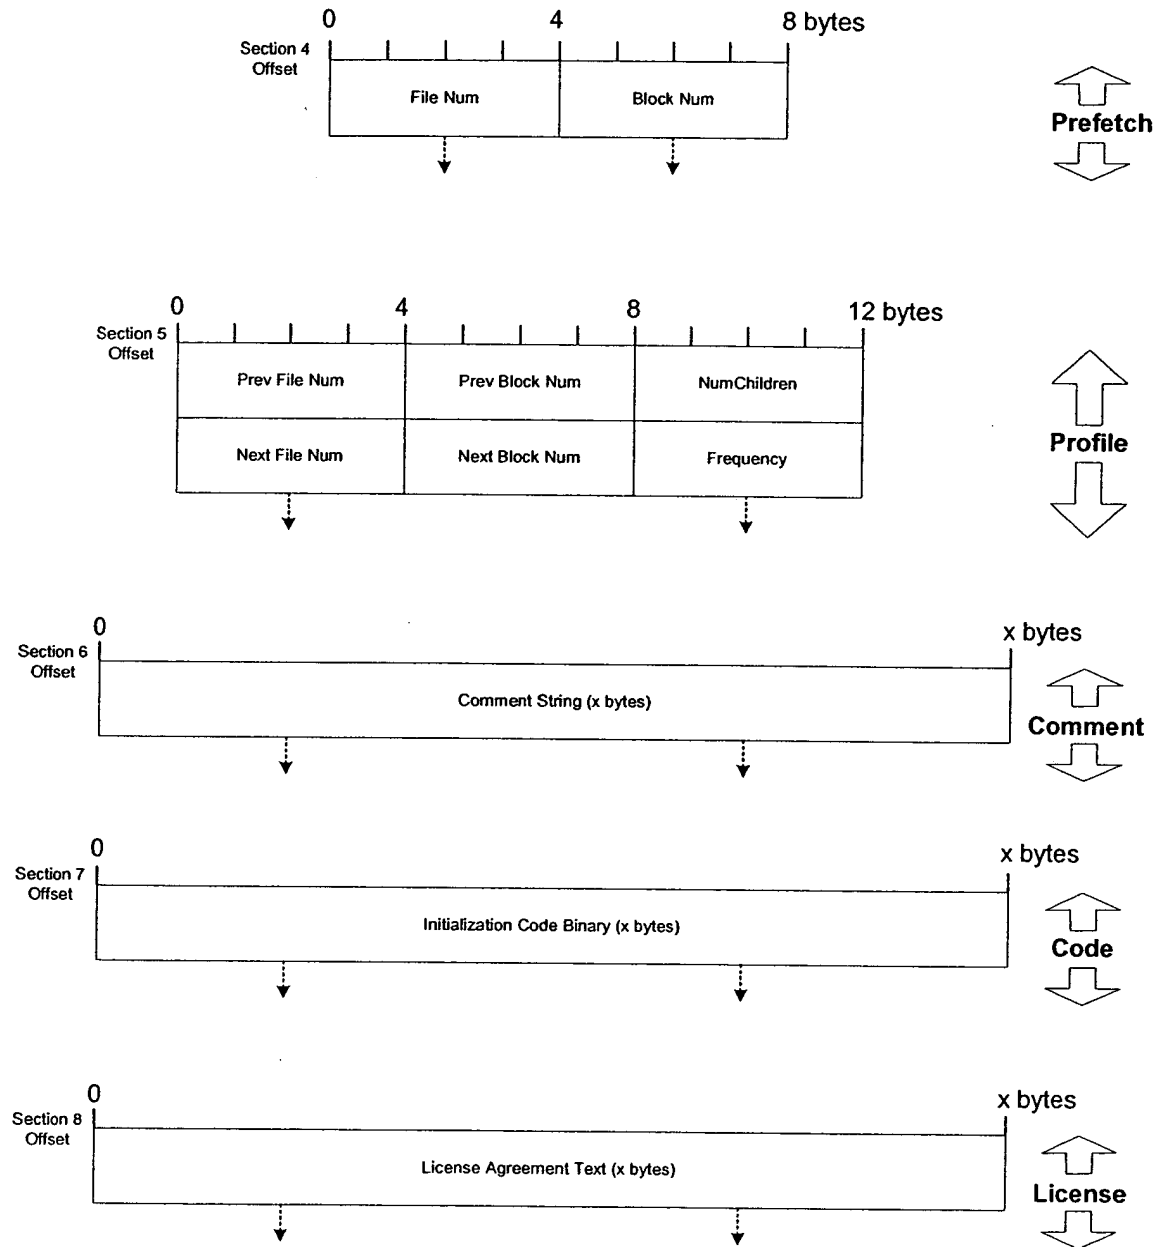 0 4 8 bytes
Section 4
Offset
File Num Block Num
Prefetch
0 4 8 12 bytes
Section 5
Offset
Prev File Num Prev Block Num NumChildren
Next File Num Next Block Num Frequency
Profile
0 x bytes
Section 6
Offset
Comment String (x bytes)
Comment
0 x bytes
Section 7
Offset
Initialization Code Binary (x bytes)
Code
0 x bytes
Section 8
Offset
License Agreement Text (x bytes)
License